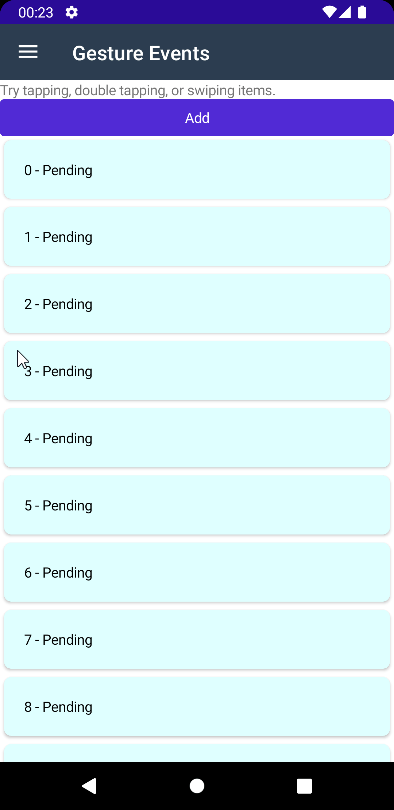 00:23
Gesture Events
Try tapping, double tapping, or swiping items.
Add
0 - Pending
1 - Pending
2 - Pending
3 - Pending
4 - Pending
5 - Pending
6 - Pending
7 - Pending
8 - Pending